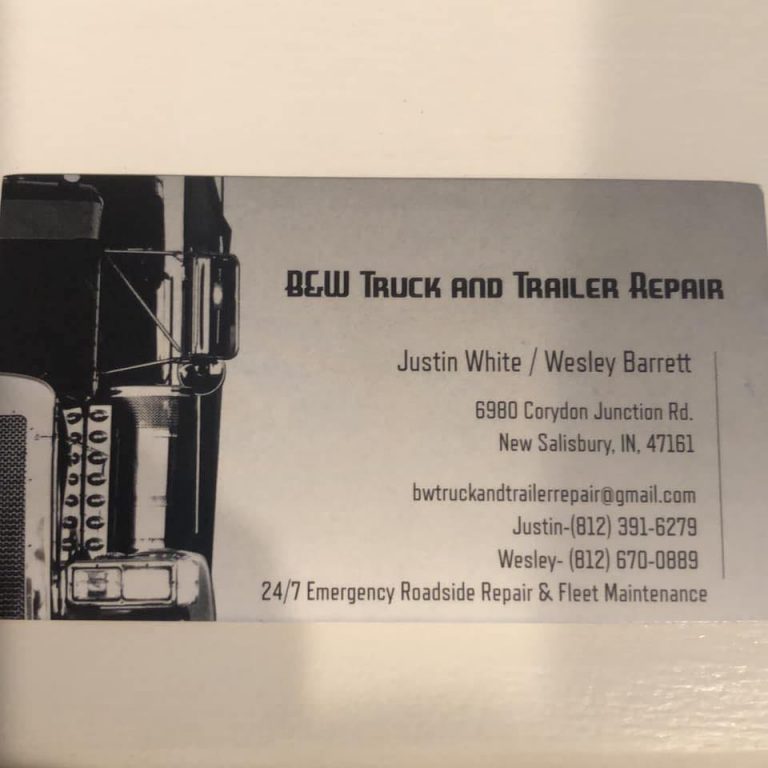 B&W Truck and Trailer Repair
Justin White / Wesley Barrett
6980 Corydon Junction Rd.
New Salisbury, IN, 47161
bwtruckandtrailerrepair@gmail.com
Justin-(812) 391-6279
Wesley- (812) 670-0889
24/7 Emergency Roadside Repair & Fleet Maintenance